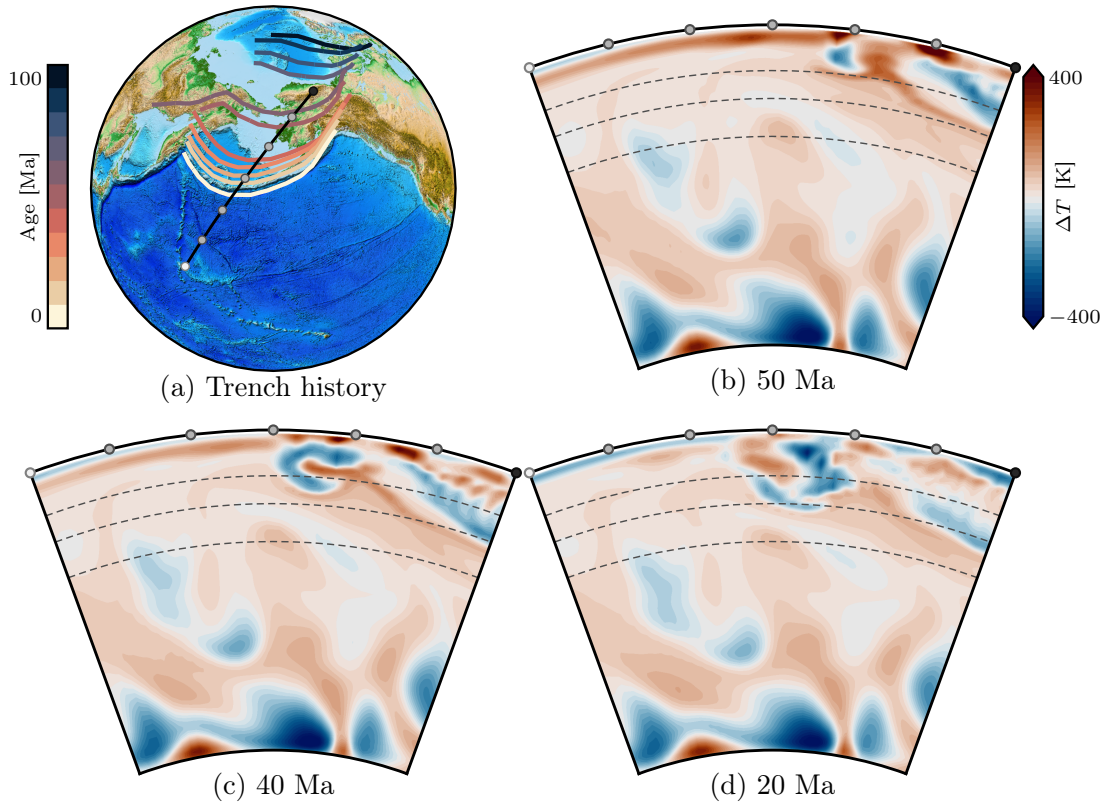 100
Age [Ma]
0
(a) Trench history
400
ΔT [K]
−400
(b) 50 Ma
(c) 40 Ma
(d) 20 Ma